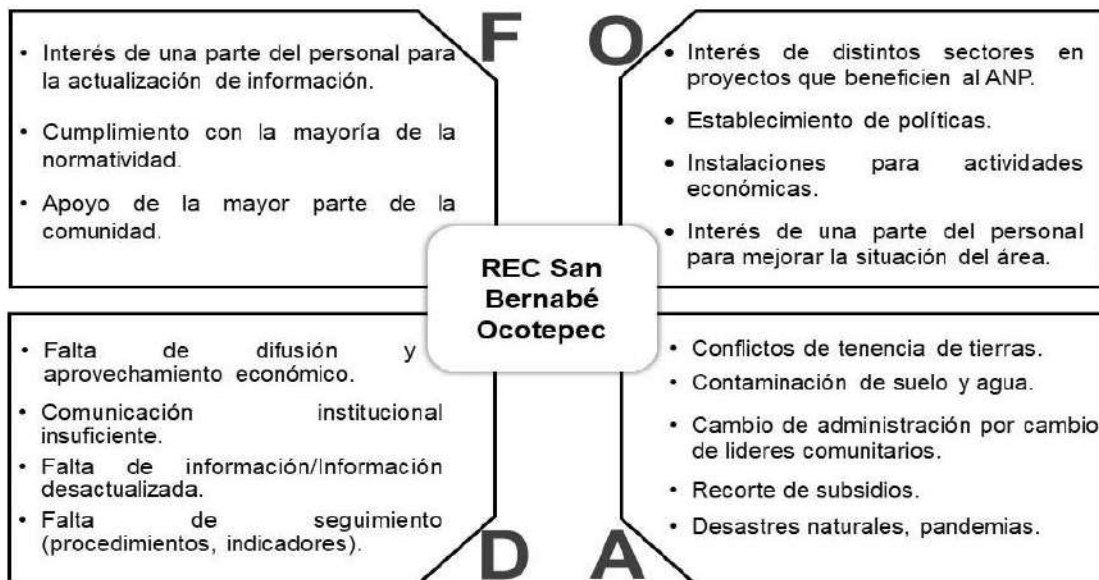 F
• Interés de una parte del personal para
la actualización de información.
• Cumplimiento con la mayoría de la
normatividad.
• Apoyo de la mayor parte de la
comunidad.
O
• Interés de distintos sectores en
proyectos que beneficien al ANP.
• Establecimiento de políticas.
• Instalaciones para actividades
económicas.
• Interés de una parte del personal
para mejorar la situación del área.
REC San
Bernabé
Ocotepec
• Falta de difusión y
aprovechamiento económico.
• Comunicación institucional
insuficiente.
• Falta de información/Información
desactualizada.
• Falta de seguimiento
(procedimientos, indicadores).
D
• Conflictos de tenencia de tierras.
• Contaminación de suelo y agua.
• Cambio de administración por cambio
de lideres comunitarios.
• Recorte de subsidios.
• Desastres naturales, pandemias.
A